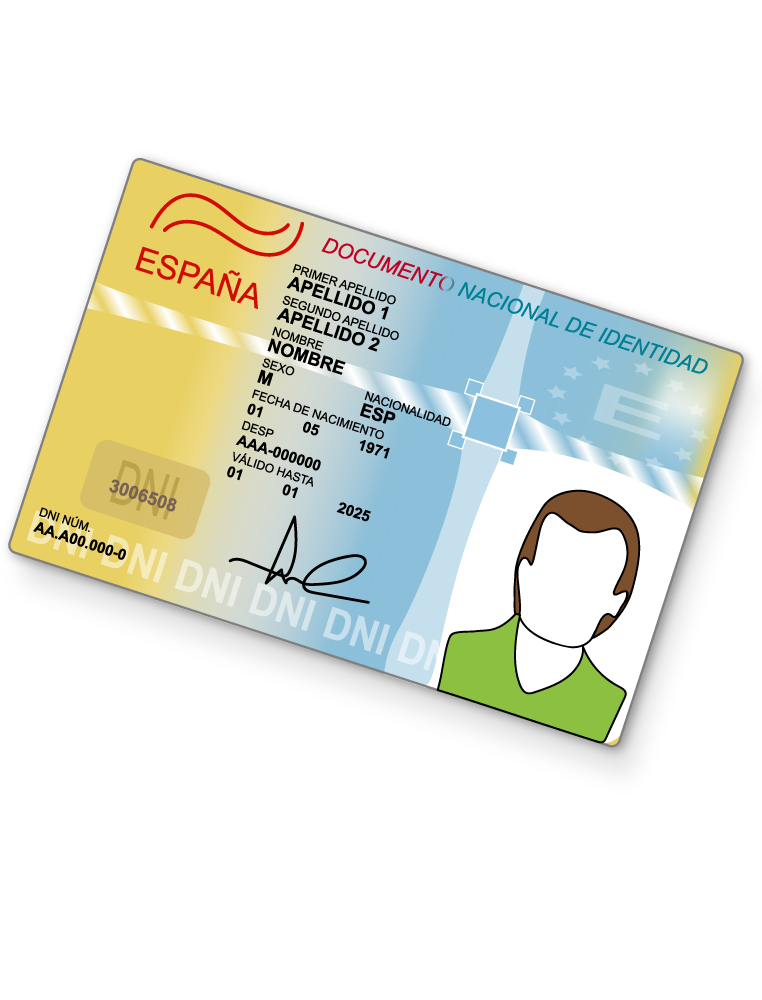 ESPAÑA
DOCUMENTO NACIONAL DE IDENTIDAD
PRIMER APELLIDO
APELLIDO 1
SEGUNDO APELLIDO
APELLIDO 2
NOMBRE
NOMBRE
SEXO
M
NACIONALIDAD
ESP
FECHA DE NACIMIENTO
01 05 1971
DESP
AAA-000000
VÁLIDO HASTA
01 01 2025
E
DNI
3006508
DNI NÚM.
AA.A00.000-0
DNI DNI DNI DNI DNI DNI